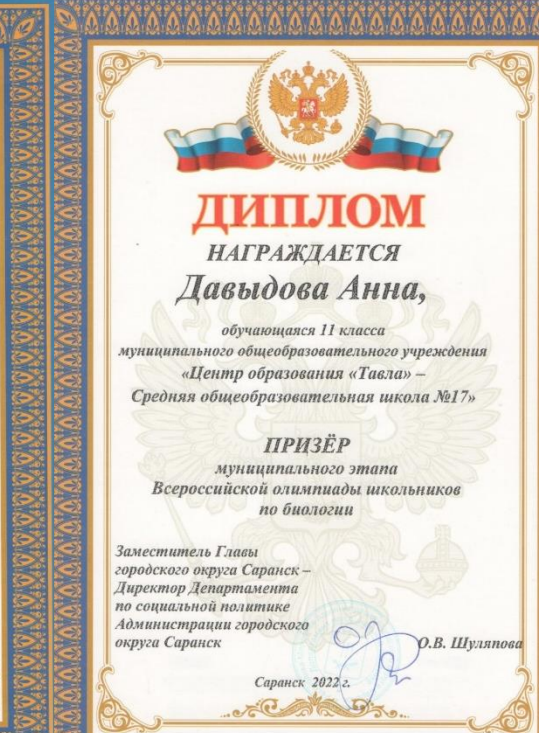 ДИПЛОМ
НАГРАЖДАЕТСЯ
Давыдова Анна,
обучающаяся 11 класса
муниципального общеобразовательного учреждения
«Центр образования «Тавла» –
Средняя общеобразовательная школа №17»
ПРИЗЁР
муниципального этапа
Всероссийской олимпиады школьников
по биологии
Заместитель Главы
городского округа Саранск –
Директор Департамента
по социальной политике
Администрации городского
округа Саранск О.В. Шуляпова
Саранск 2022 г.